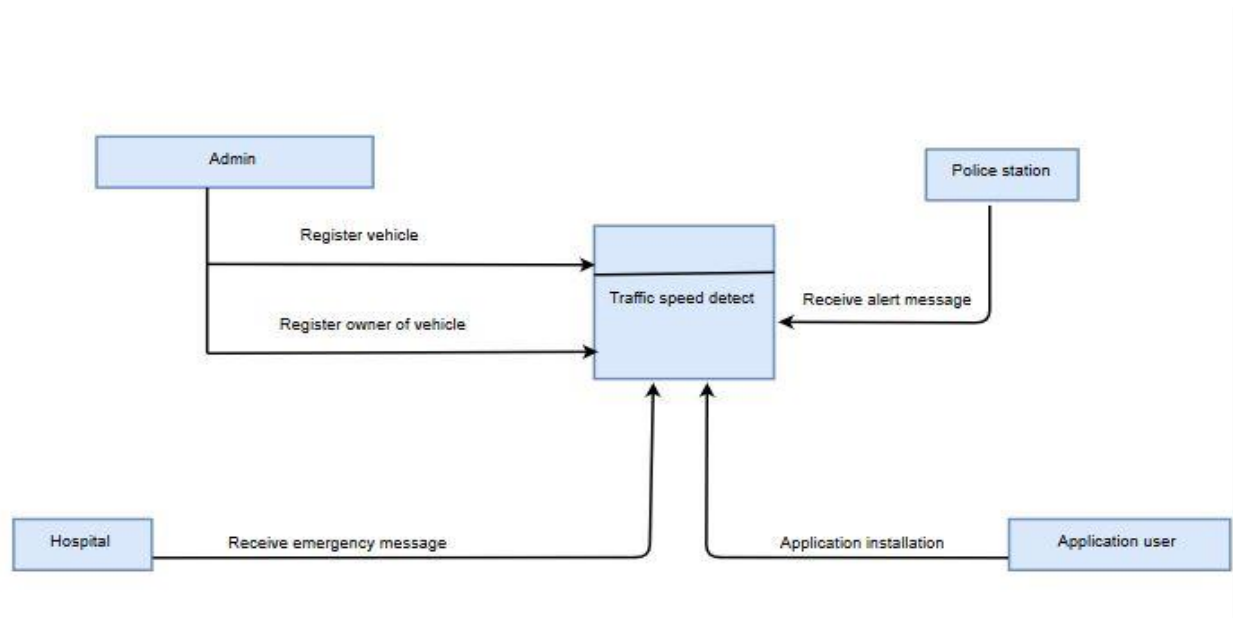 Admin
Police station
Register vehicle
Traffic speed detect
Receive alert message
Register owner of vehicle
Hospital
Receive emergency message
Application installation
Application user